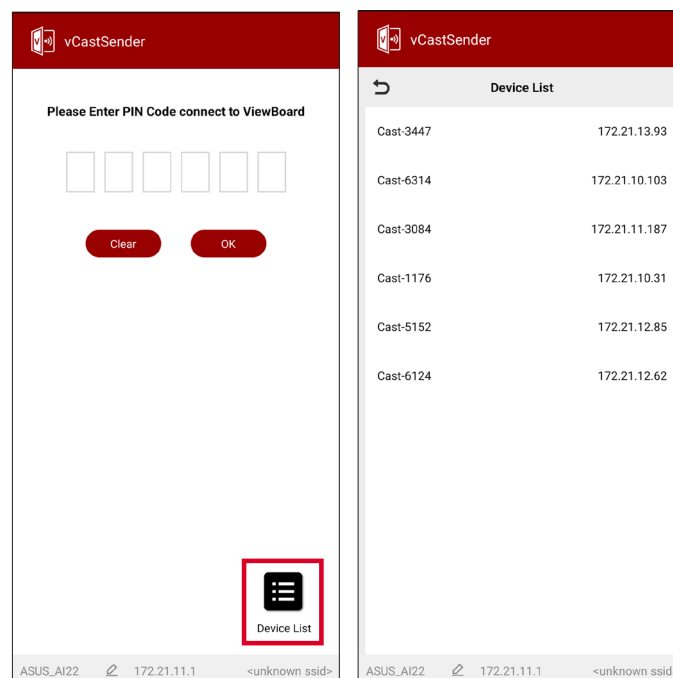 vCastSender
Please Enter PIN Code connect to ViewBoard
Clear OK
Device List
ASUS_AI22 172.21.11.1 <unknown ssid>
vCastSender
Device List
Cast-3447 172.21.13.93
Cast-6314 172.21.10.103
Cast-3084 172.21.11.187
Cast-1176 172.21.10.31
Cast-5152 172.21.12.85
Cast-6124 172.21.12.62
ASUS_AI22 172.21.11.1 <unknown ssid